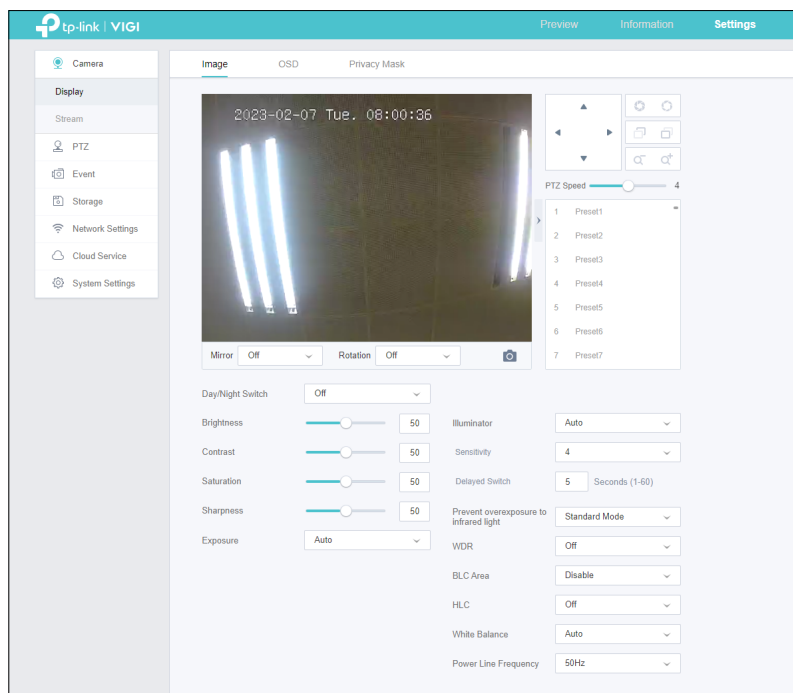 tp-link | VIGI
Preview Information Settings
Camera
Display
Stream
PTZ
Event
Storage
Network Settings
Cloud Service
System Settings
Image OSD Privacy Mask
2023-02-07 Tue. 08:00:36
PTZ Speed 4
1 Preset1
2 Preset2
3 Preset3
4 Preset4
5 Preset5
6 Preset6
7 Preset7
Mirror Off Rotation Off
Day/Night Switch Off
Brightness 50
Contrast 50
Saturation 50
Sharpness 50
Exposure Auto
Illuminator Auto
Sensitivity 4
Delayed Switch 5 Seconds (1-60)
Prevent overexposure to
infrared light Standard Mode
WDR Off
BLC Area Disable
HLC Off
White Balance Auto
Power Line Frequency 50Hz